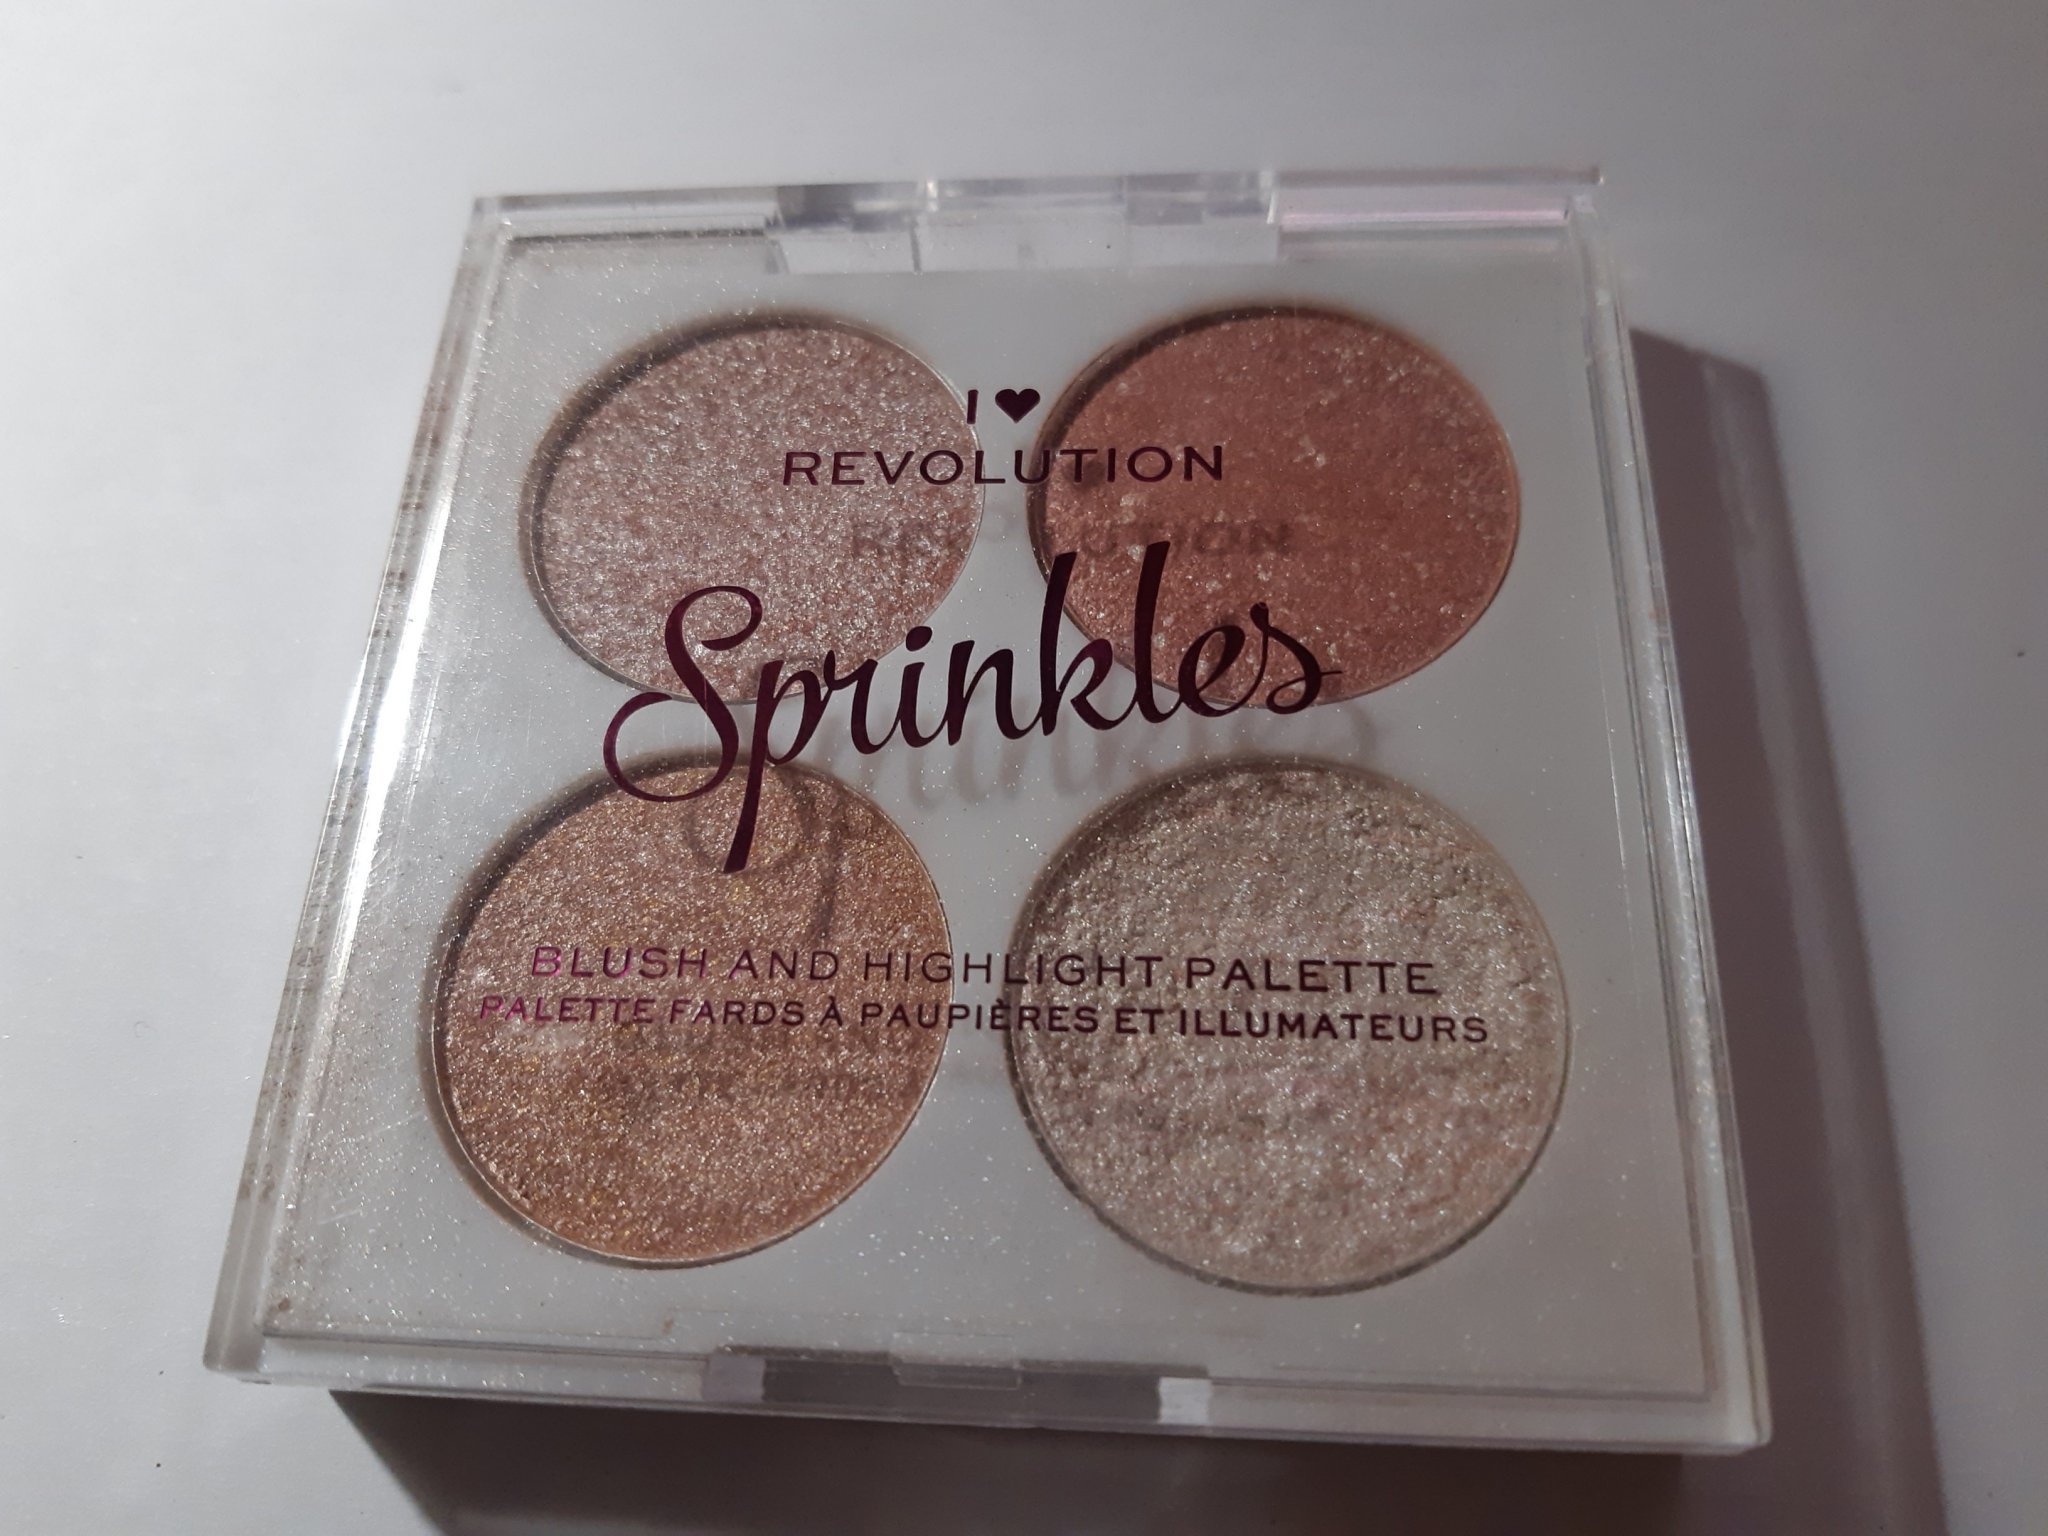 I ♥
REVOLUTION
Sprinkles
BLUSH AND HIGHLIGHT PALETTE
PALETTE FARDS À PAUPIÈRES ET ILLUMATEURS